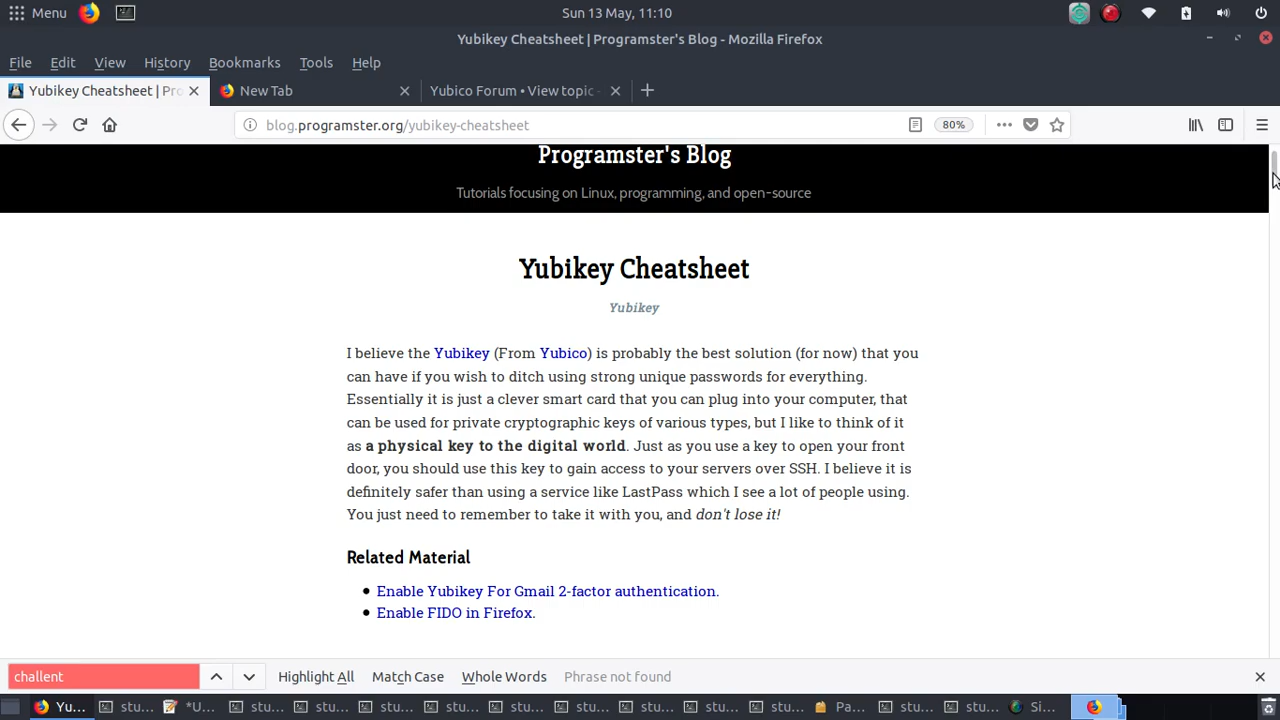 Menu
Sun 13 May, 11:10
Yubikey Cheatsheet | Programster's Blog - Mozilla Firefox
File Edit View History Bookmarks Tools Help
Yubikey Cheatsheet | Pro
New Tab
Yubico Forum • View topic -
blog.programster.org/yubikey-cheatsheet
80%
Programster's Blog
Tutorials focusing on Linux, programming, and open-source
Yubikey Cheatsheet
Yubikey
I believe the Yubikey (From Yubico) is probably the best solution (for now) that you
can have if you wish to ditch using strong unique passwords for everything.
Essentially it is just a clever smart card that you can plug into your computer, that
can be used for private cryptographic keys of various types, but I like to think of it
as a physical key to the digital world. Just as you use a key to open your front
door, you should use this key to gain access to your servers over SSH. I believe it is
definitely safer than using a service like LastPass which I see a lot of people using.
You just need to remember to take it with you, and don't lose it!
Related Material
• Enable Yubikey For Gmail 2-factor authentication.
• Enable FIDO in Firefox.
challent
Highlight All Match Case Whole Words Phrase not found
Yu... stu... *U... stu... stu... stu... stu... stu... stu... stu... stu... stu... Pa... stu... stu... Si...